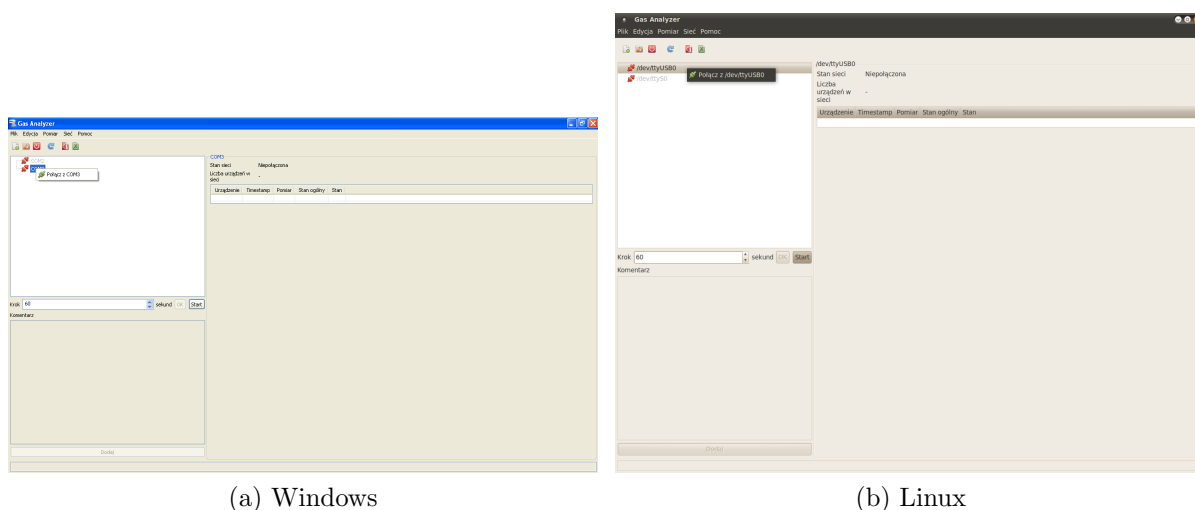 Gas Analyzer
Plik Edycja Pomiar Sieć Pomoc
COM3
Połącz z COM3
COM3
Stan sieci Niepołączona
Liczba urządzeń w sieci -
Urządzenie Timestamp Pomiar Stan ogólny Stan
Krok 60 sekund OK Start
Komentarz
Dodaj
(a) Windows
Gas Analyzer
Plik Edycja Pomiar Sieć Pomoc
/dev/ttyUSB0
/dev/ttyS0
Połącz z /dev/ttyUSB0
/dev/ttyUSB0
Stan sieci Niepołączona
Liczba
urządzeń w -
sieci
Urządzenie Timestamp Pomiar Stan ogólny Stan
Krok 60 sekund OK Start
Komentarz
Dodaj
(b) Linux